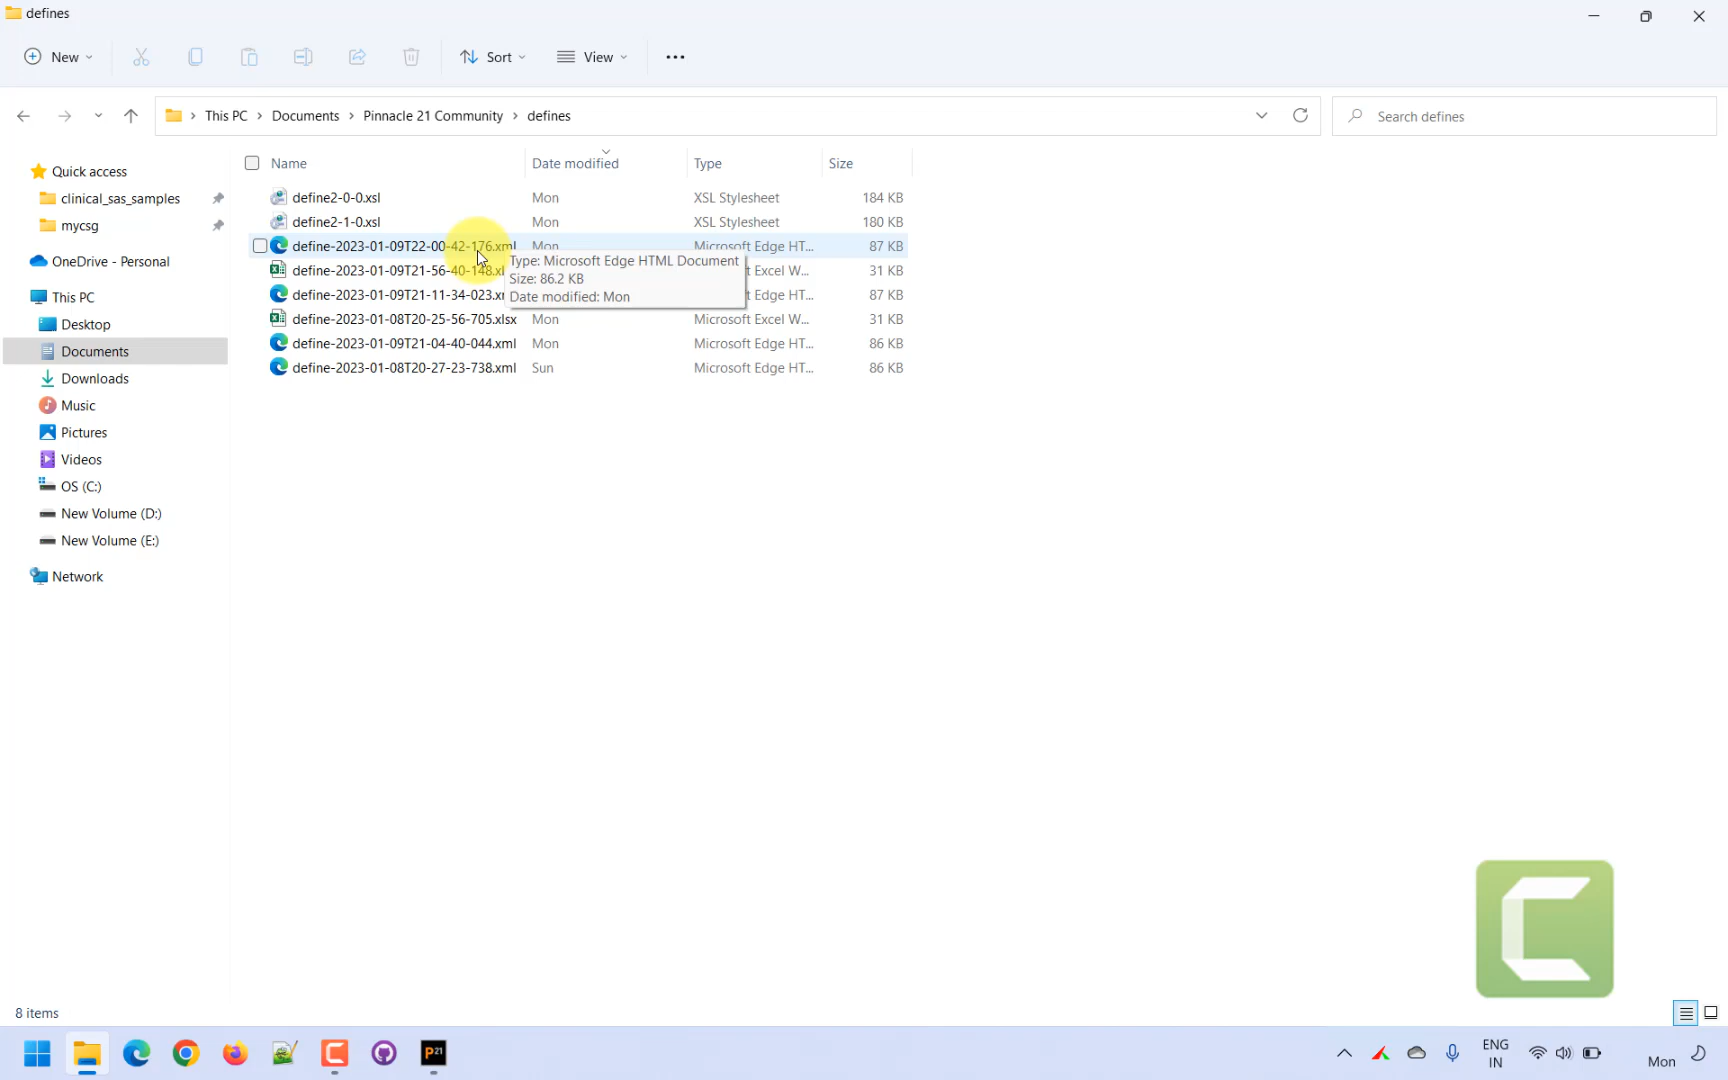 defines
New
Sort
View
This PC > Documents > Pinnacle 21 Community > defines
Search defines
Name Date modified Type Size
define2-0-0.xsl Mon XSL Stylesheet 184 KB
define2-1-0.xsl Mon XSL Stylesheet 180 KB
define-2023-01-09T22-00-42-176.xml Mon Microsoft Edge HT... 87 KB
define-2023-01-09T21-56-40-148.xl t Excel W... 31 KB
define-2023-01-09T21-11-34-023.x t Edge HT... 87 KB
define-2023-01-08T20-25-56-705.xlsx Mon Microsoft Excel W... 31 KB
define-2023-01-09T21-04-40-044.xml Mon Microsoft Edge HT... 86 KB
define-2023-01-08T20-27-23-738.xml Sun Microsoft Edge HT... 86 KB
Type: Microsoft Edge HTML Document
Size: 86.2 KB
Date modified: Mon
Quick access
clinical_sas_samples
mycsg
OneDrive - Personal
This PC
Desktop
Documents
Downloads
Music
Pictures
Videos
OS (C:)
New Volume (D:)
New Volume (E:)
Network
8 items
P21
ENG
IN
Mon